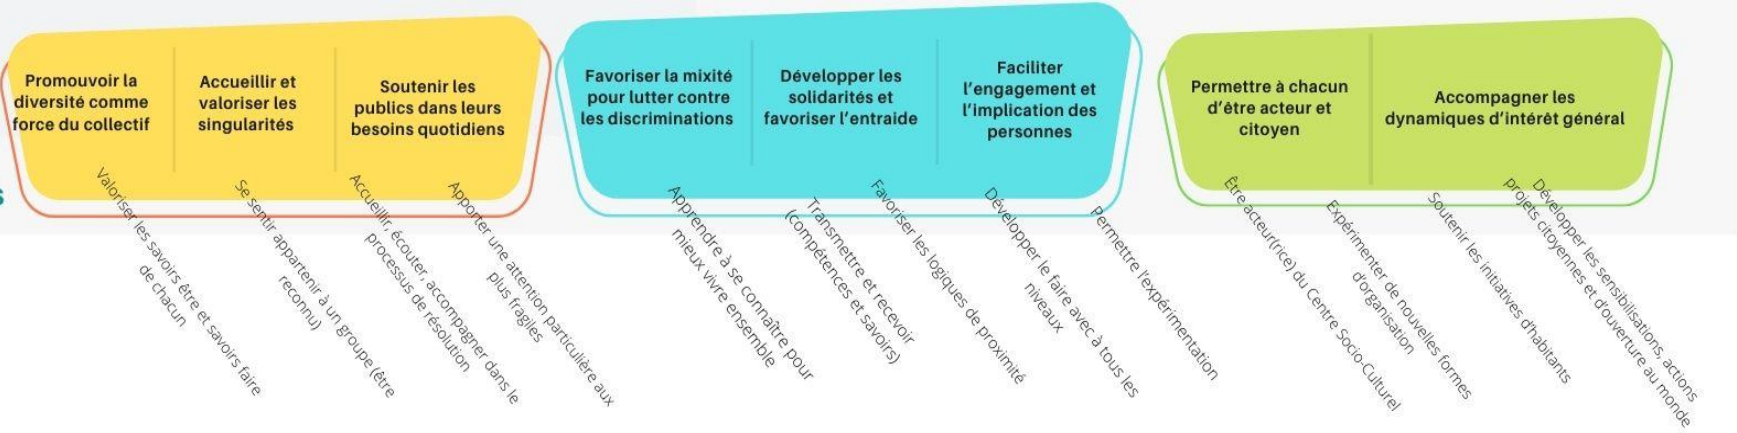 Promouvoir la
diversité comme
force du collectif
Accueillir et
valoriser les
singularités
Soutenir les
publics dans leurs
besoins quotidiens
Favoriser la mixité
pour lutter contre
les discriminations
Développer les
solidarités et
favoriser l'entraide
Faciliter
l'engagement et
l'implication des
personnes
Permettre à chacun
d'être acteur et
citoyen
Accompagner les
dynamiques d'intérêt général
Valoriser les savoirs être et savoirs faire
de chacun
Se sentir appartenir à un groupe (être
reconnu)
Accueillir, écouter, accompagner dans le
processus de résolution
Apporter une attention particulière aux
plus fragiles
Apprendre à se connaître pour
mieux vivre ensemble
Transmettre et recevoir
(compétences et savoirs)
Favoriser les logiques de proximité
Développer le faire avec à tous les
niveaux
Permettre l'expérimentation
Être acteur(rice) du Centre Socio-Culturel
Expérimenter de nouvelles formes
d'organisation
Soutenir les initiatives d'habitants
Développer les sensibilisations, actions
projets citoyennes et d'ouverture au monde